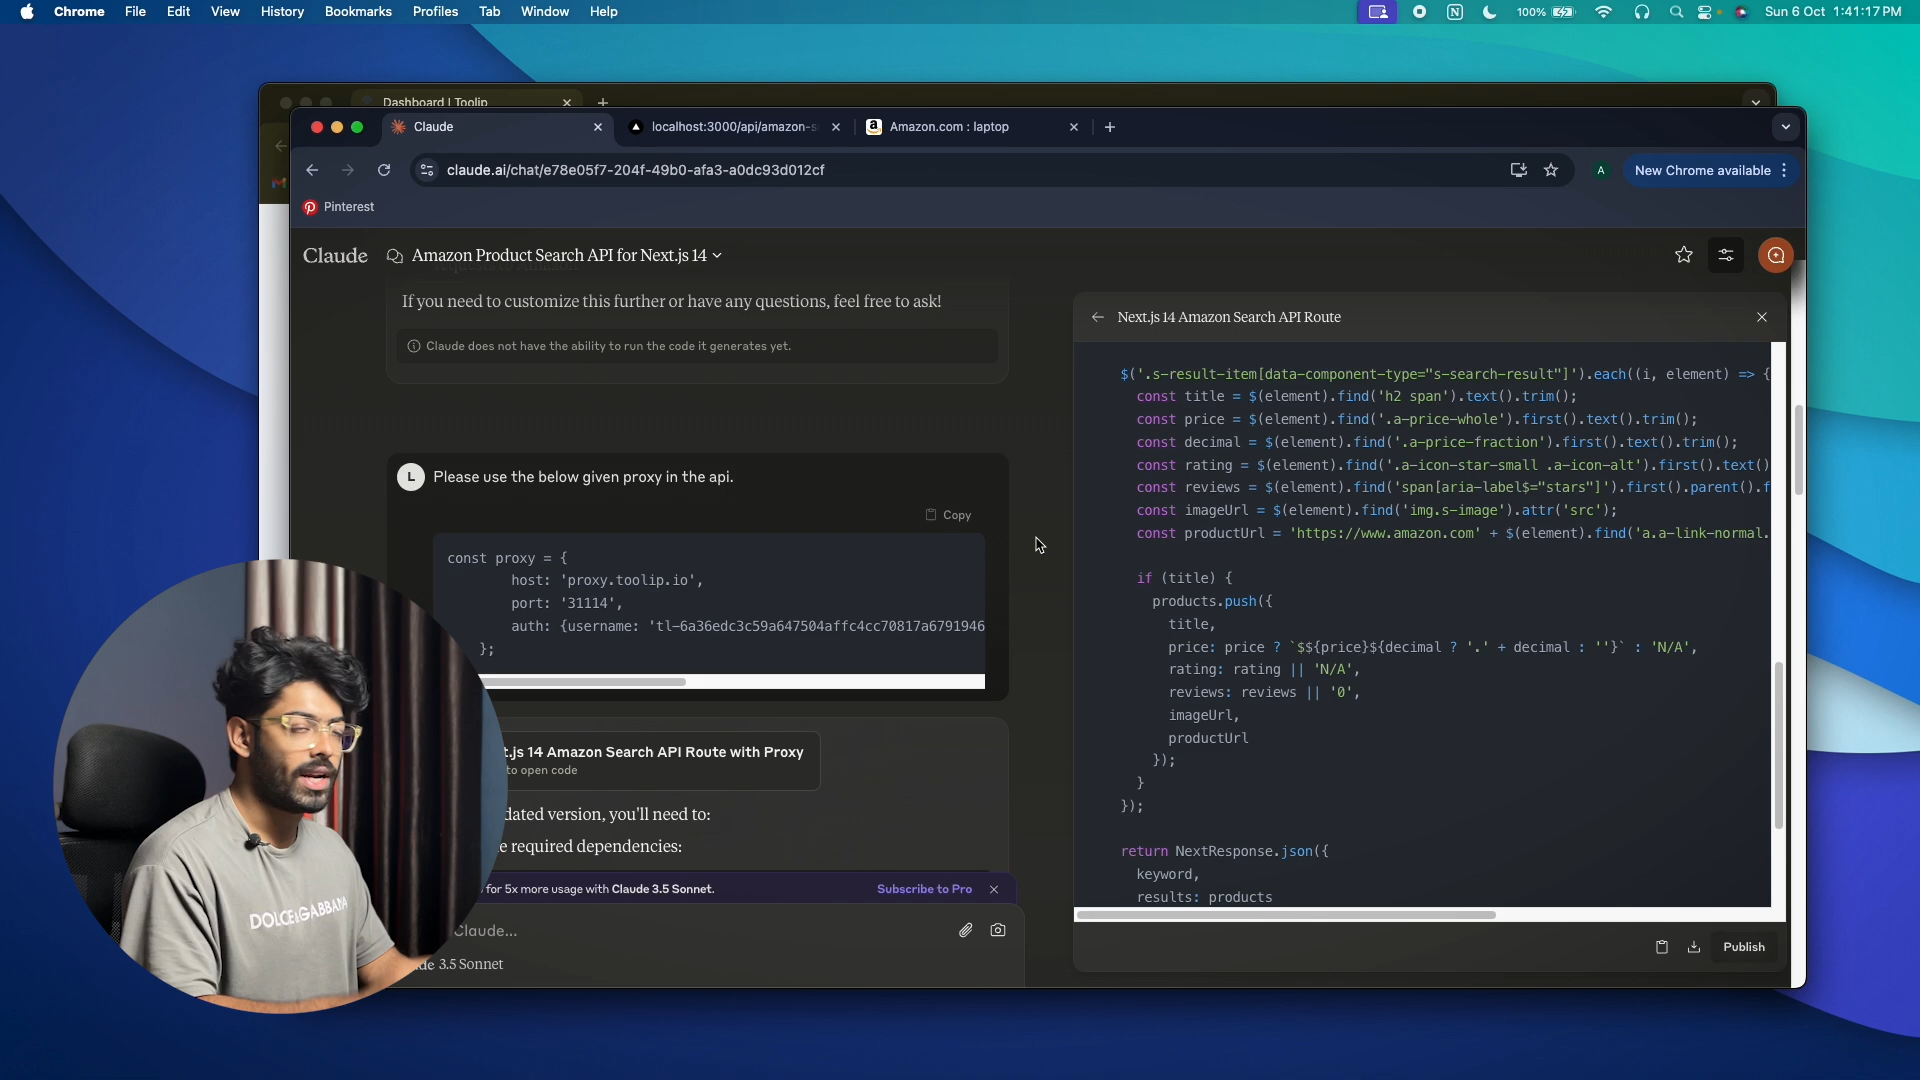 Chrome File Edit View History Bookmarks Profiles Tab Window Help
100% Sun 6 Oct 1:41:17 PM
Dashboard | Toolip
Claude localhost:3000/api/amazon-s Amazon.com : laptop
claude.ai/chat/e78e05f7-204f-49b0-afa3-a0dc93d012cf A New Chrome available
Pinterest
Claude Amazon Product Search API for Next.js 14
If you need to customize this further or have any questions, feel free to ask!
Claude does not have the ability to run the code it generates yet.
L Please use the below given proxy in the api.
Copy
const proxy = {
host: 'proxy.toolip.io',
port: '31114',
auth: {username: 'tl-6a36edc3c59a647504affc4cc70817a6791946
};
t.js 14 Amazon Search API Route with Proxy
to open code
dated version, you'll need to:
e required dependencies:
for 5x more usage with Claude 3.5 Sonnet. Subscribe to Pro
Claude...
de 3.5 Sonnet
Next.js 14 Amazon Search API Route
$('.s-result-item[data-component-type="s-search-result"]').each((i, element) => {
const title = $(element).find('h2 span').text().trim();
const price = $(element).find('.a-price-whole').first().text().trim();
const decimal = $(element).find('.a-price-fraction').first().text().trim();
const rating = $(element).find('.a-icon-star-small .a-icon-alt').first().text()
const reviews = $(element).find('span[aria-label$="stars"]').first().parent().f
const imageUrl = $(element).find('img.s-image').attr('src');
const productUrl = 'https://www.amazon.com' + $(element).find('a.a-link-normal.
if (title) {
products.push({
title,
price: price ? `$${price}${decimal ? '.' + decimal : ''}` : 'N/A',
rating: rating || 'N/A',
reviews: reviews || '0',
imageUrl,
productUrl
});
}
});
return NextResponse.json({
keyword,
results: products
Publish
DOLCE&GABBANA